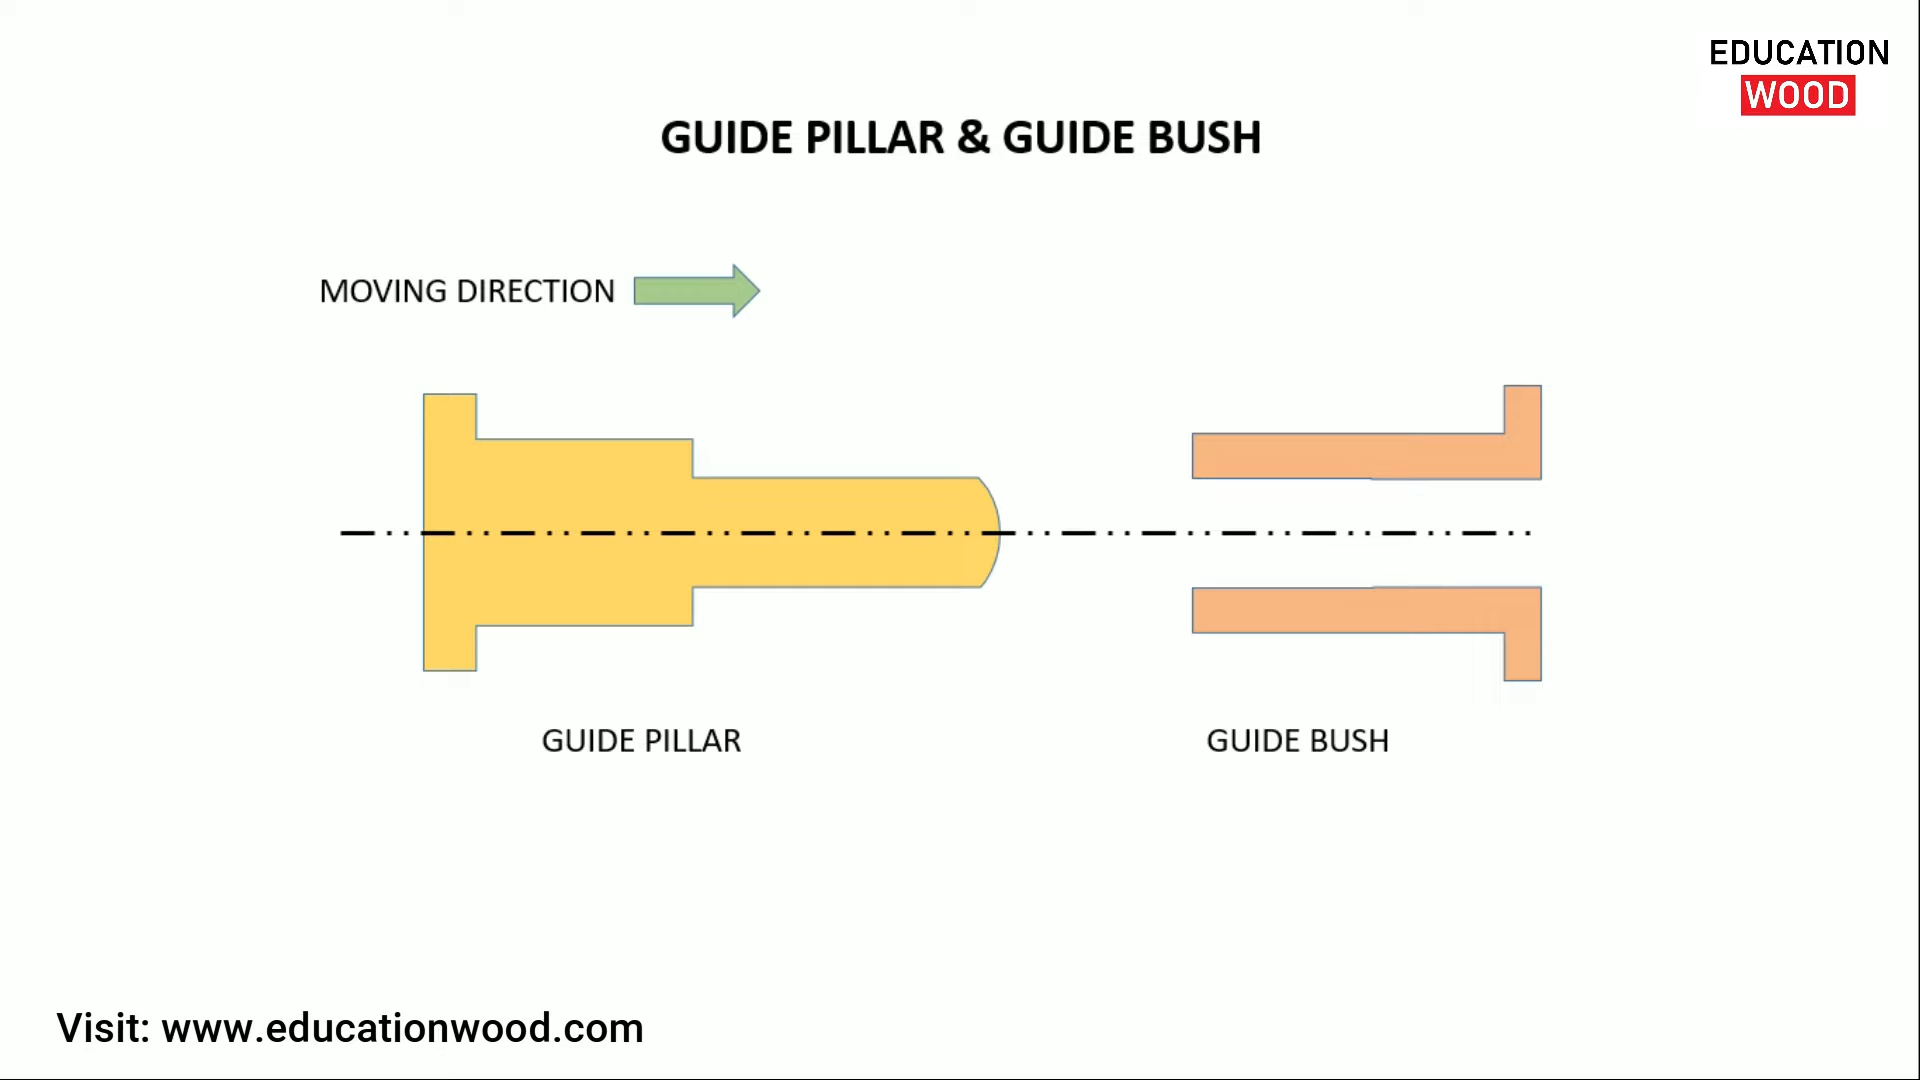 EDUCATION
WOOD
GUIDE PILLAR & GUIDE BUSH
MOVING DIRECTION
GUIDE PILLAR
GUIDE BUSH
Visit: www.educationwood.com